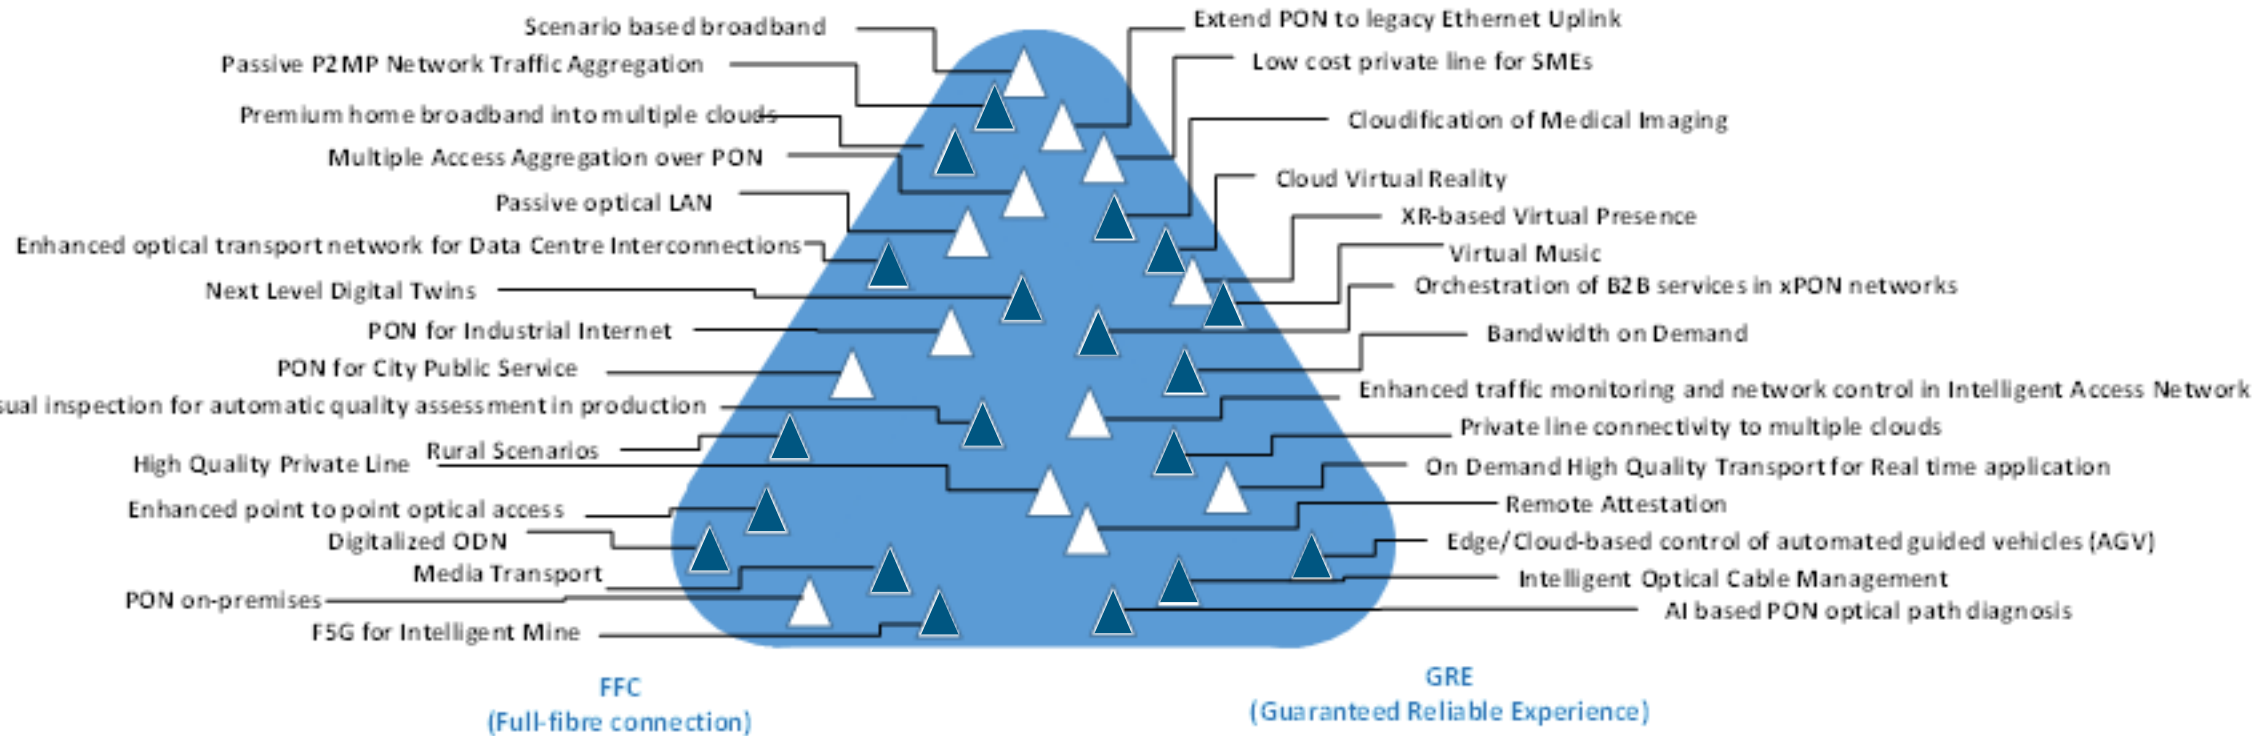 Scenario based broadband
Passive P2MP Network Traffic Aggregation
Premium home broadband into multiple clouds
Multiple Access Aggregation over PON
Passive optical LAN
Enhanced optical transport network for Data Centre Interconnections
Next Level Digital Twins
PON for Industrial Internet
PON for City Public Service
inspection for automatic quality assessment in production
Rural Scenarios
High Quality Private Line
Enhanced point to point optical access
Digitalized ODN
Media Transport
PON on-premises
F5G for Intelligent Mine
Extend PON to legacy Ethernet Uplink
Low cost private line for SMEs
Cloudification of Medical Imaging
Cloud Virtual Reality
XR-based Virtual Presence
Virtual Music
Orchestration of B2B services in xPON networks
Bandwidth on Demand
Enhanced traffic monitoring and network control in Intelligent Access Network
Private line connectivity to multiple clouds
On Demand High Quality Transport for Real time application
Remote Attestation
Edge/Cloud-based control of automated guided vehicles (AGV)
Intelligent Optical Cable Management
AI based PON optical path diagnosis
FFC
(Full-fibre connection)
GRE
(Guaranteed Reliable Experience)